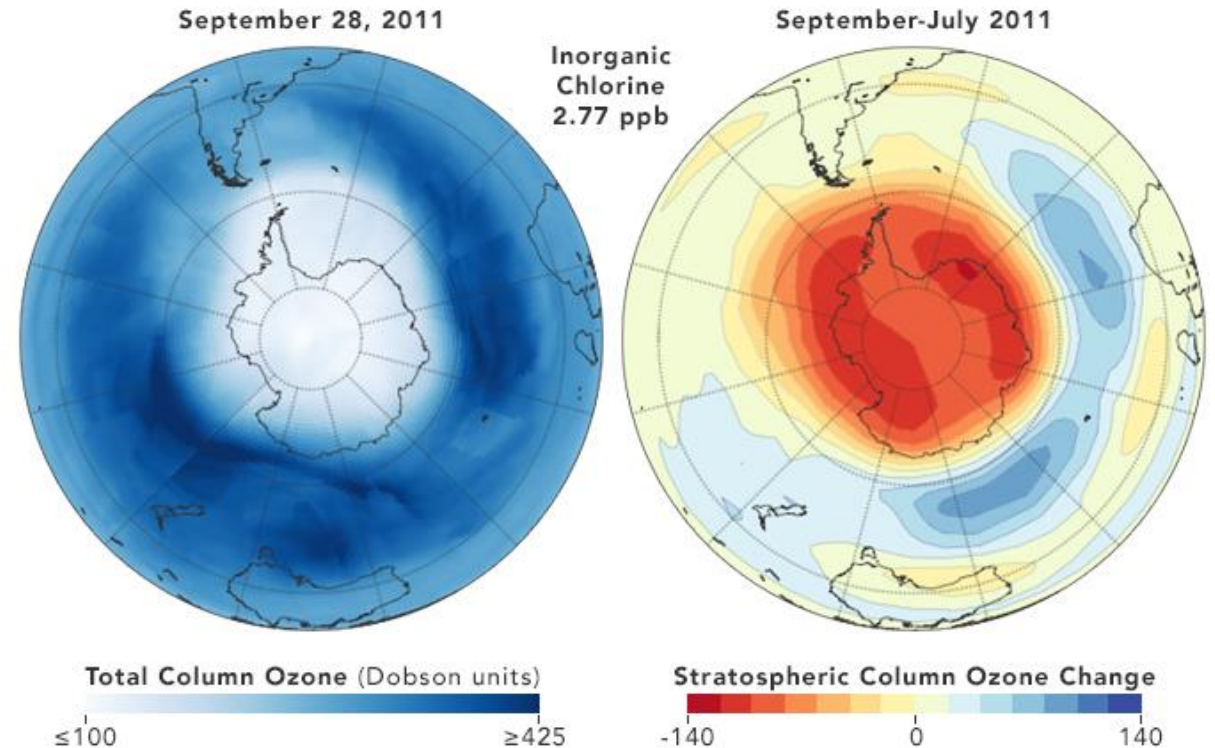 September 28, 2011
Inorganic
Chlorine
2.77 ppb
September-July 2011
Total Column Ozone (Dobson units)
≤100
≥425
Stratospheric Column Ozone Change
-140
0
140